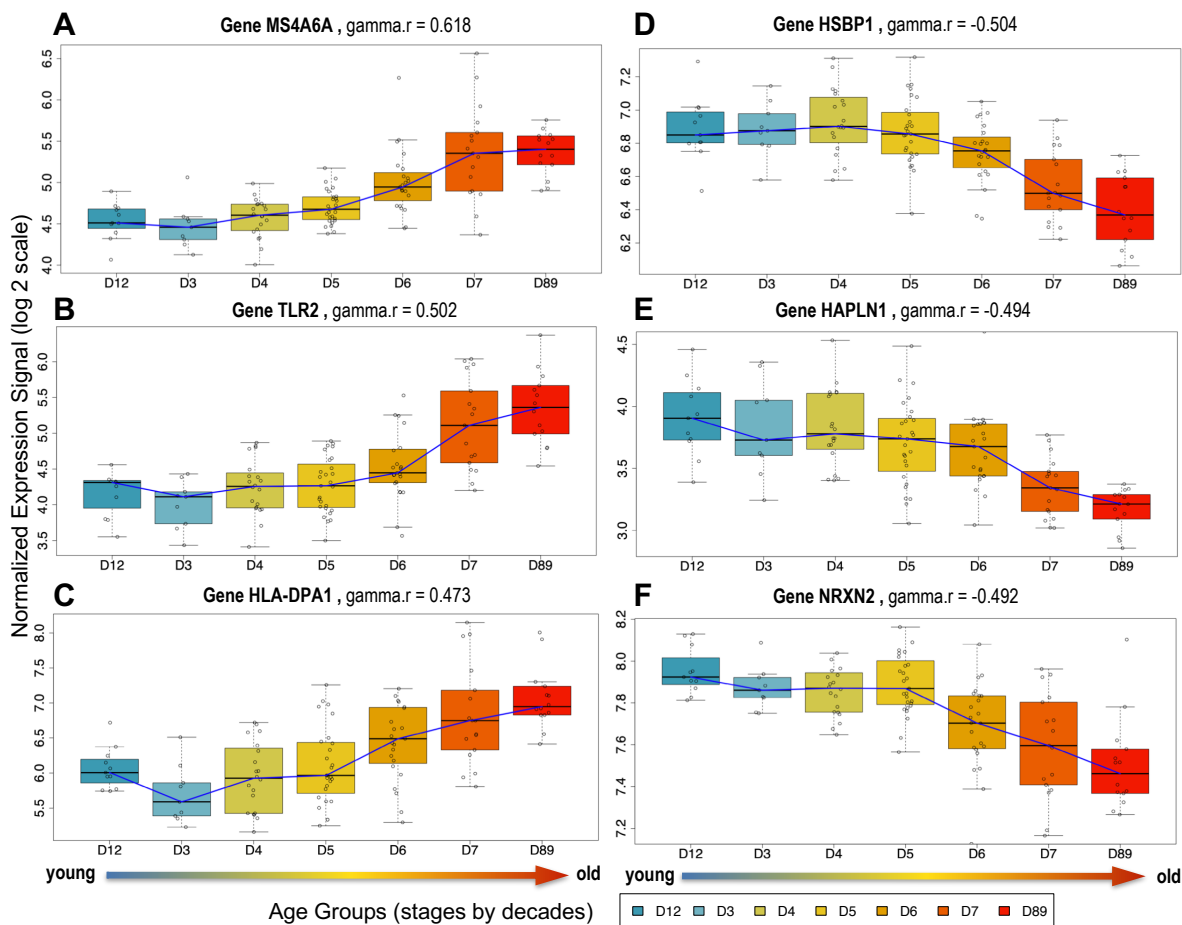 Normalized Expression Signal (log 2 scale)
A
Gene MS4A6A , gamma.r = 0.618
6.5
6.0
5.5
5.0
4.5
4.0
D12 D3 D4 D5 D6 D7 D89
B
Gene TLR2 , gamma.r = 0.502
6.0
5.5
5.0
4.5
4.0
3.5
D12 D3 D4 D5 D6 D7 D89
C
Gene HLA-DPA1 , gamma.r = 0.473
8.0
7.5
7.0
6.5
6.0
5.5
D12 D3 D4 D5 D6 D7 D89
young old
D
Gene HSBP1 , gamma.r = -0.504
7.2
7.0
6.8
6.6
6.4
6.2
D12 D3 D4 D5 D6 D7 D89
E
Gene HAPLN1 , gamma.r = -0.494
4.5
4.0
3.5
3.0
D12 D3 D4 D5 D6 D7 D89
F
Gene NRXN2 , gamma.r = -0.492
8.2
8.0
7.8
7.6
7.4
7.2
D12 D3 D4 D5 D6 D7 D89
young old
Age Groups (stages by decades)
D12 D3 D4 D5 D6 D7 D89